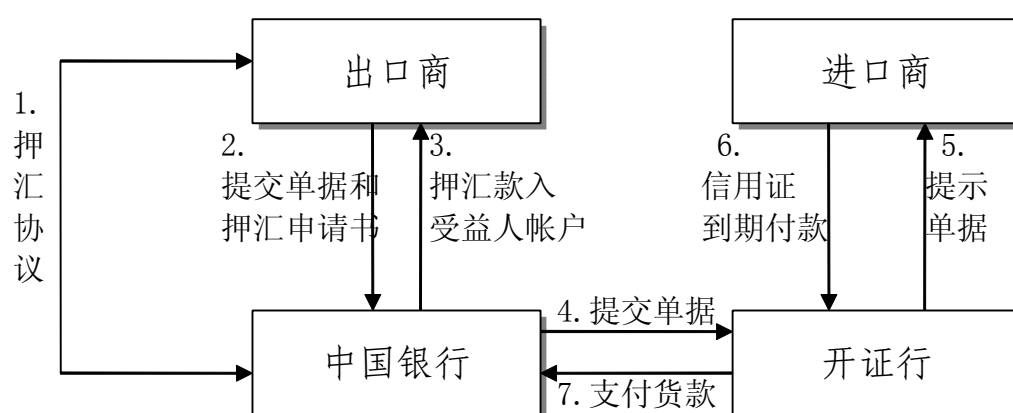 出口商
进口商
1.
押
汇
协
议
2.
提交单据和
押汇申请书
3.
押汇款入
受益人帐户
6.
信用证
到期付款
5.
提示
单据
4.提交单据
中国银行
开证行
7.支付货款